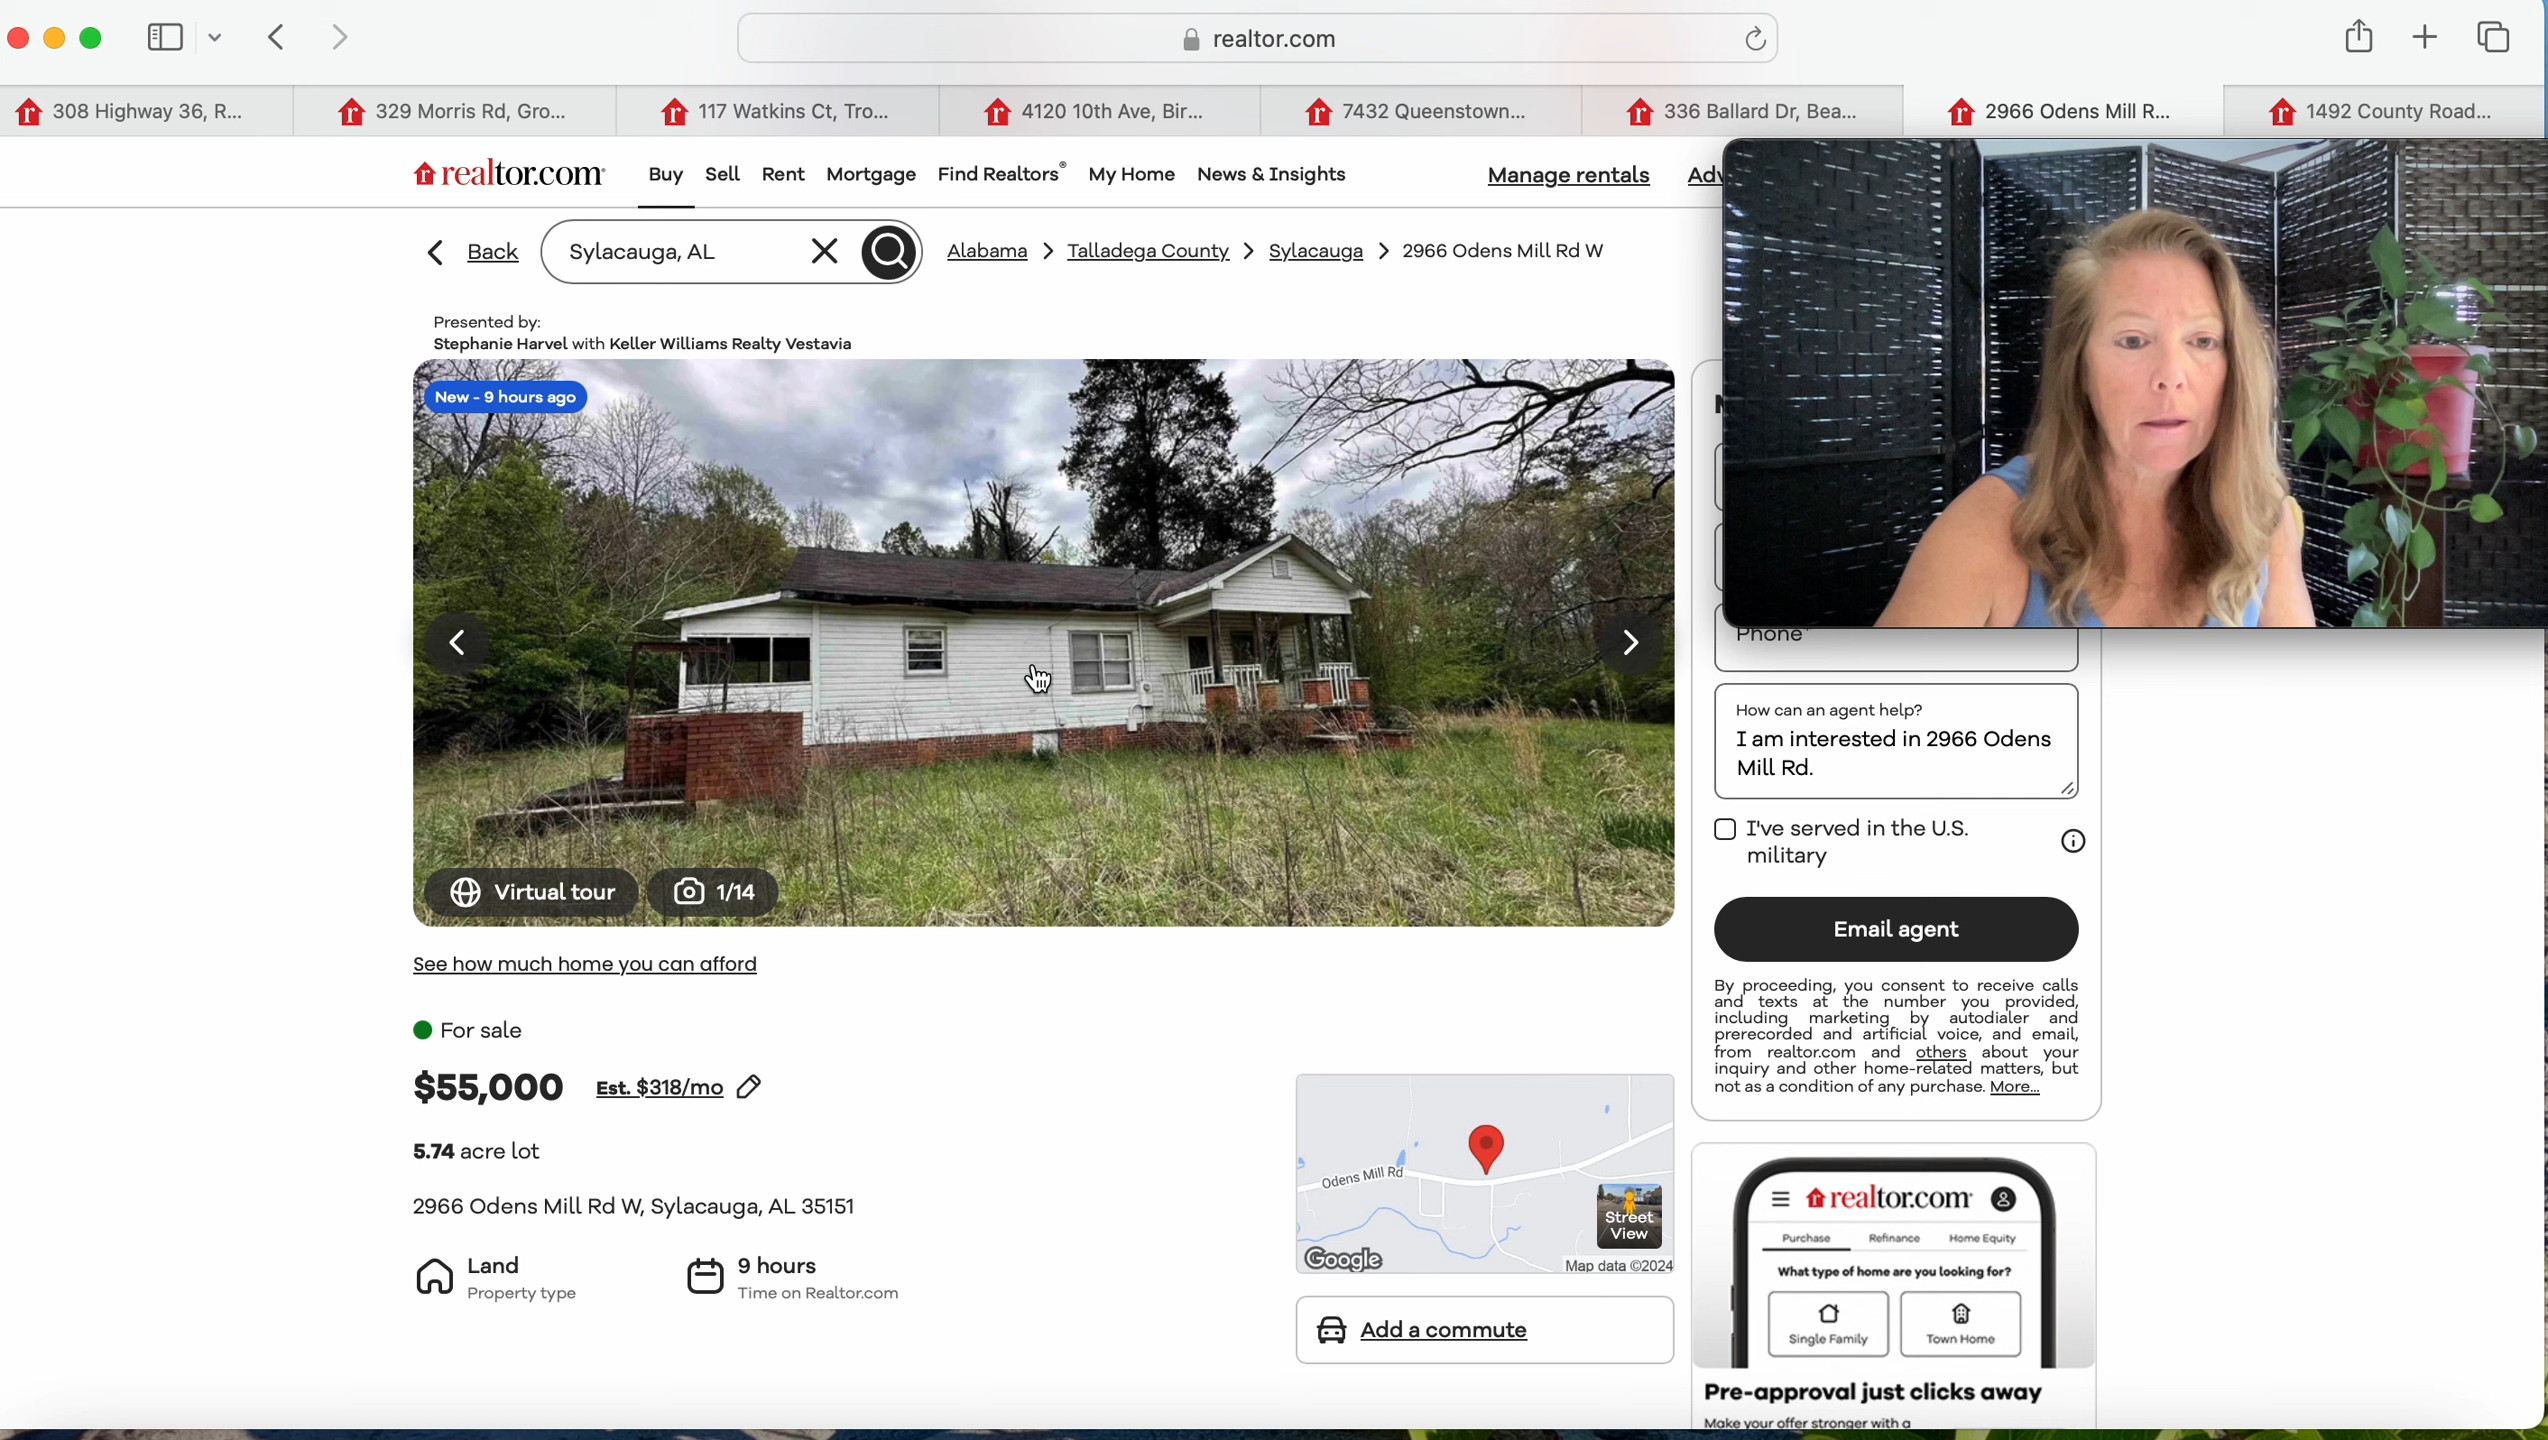 realtor.com
308 Highway 36, R...
329 Morris Rd, Gro...
117 Watkins Ct, Tro...
4120 10th Ave, Bir...
7432 Queenstown...
336 Ballard Dr, Bea...
2966 Odens Mill R...
1492 County Road...
realtor.com
Buy
Sell
Rent
Mortgage
Find Realtors®
My Home
News & Insights
Manage rentals
Back
Sylacauga, AL
Alabama
Talladega County
Sylacauga
2966 Odens Mill Rd W
Presented by:
Stephanie Harvel with Keller Williams Realty Vestavia
New - 9 hours ago
Virtual tour
1/14
Phone*
How can an agent help?
I am interested in 2966 Odens
Mill Rd.
I've served in the U.S.
military
Email agent
By proceeding, you consent to receive calls
and texts at the number you provided,
including marketing by autodialer and
prerecorded and artificial voice, and email,
from realtor.com and others about your
inquiry and other home-related matters, but
not as a condition of any purchase. More...
See how much home you can afford
For sale
$55,000
Est. $318/mo
5.74 acre lot
2966 Odens Mill Rd W, Sylacauga, AL 35151
Land
Property type
9 hours
Time on Realtor.com
Odens Mill Rd
Street
View
Google
Map data ©2024
Add a commute
realtor.com
Purchase
Refinance
Home Equity
What type of home are you looking for?
Single Family
Town Home
Pre-approval just clicks away
Make your offer stronger with a